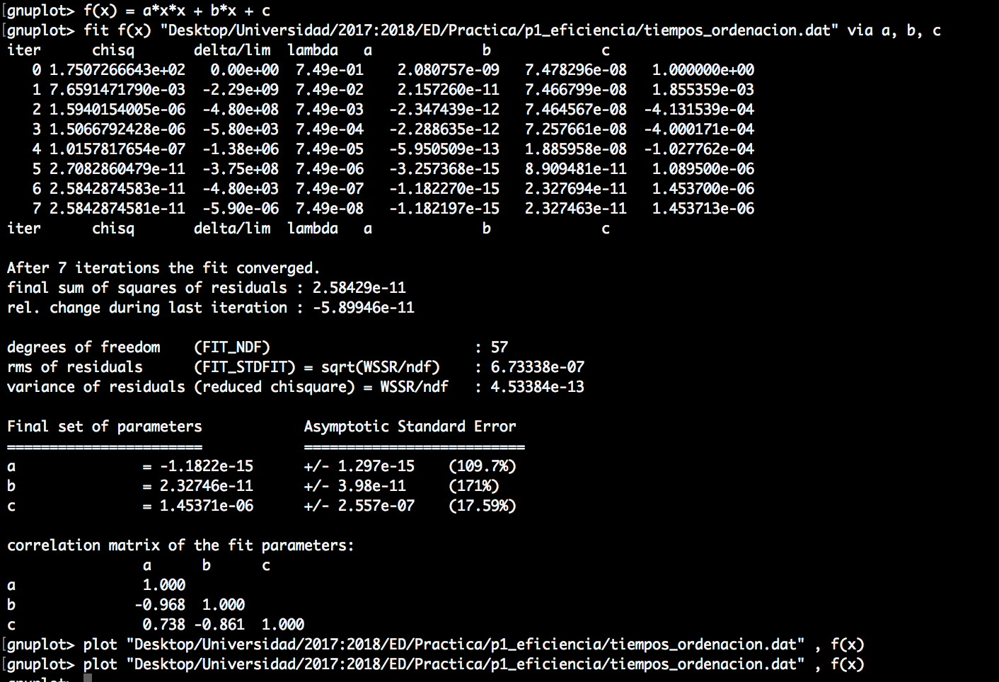 [gnuplot> f(x) = a*x*x + b*x + c
[gnuplot> fit f(x) "Desktop/Universidad/2017:2018/ED/Practica/p1_eficiencia/tiempos_ordenacion.dat" via a, b, c
iter      chisq       delta/lim  lambda   a             b             c
   0 1.7507266643e+02   0.00e+00  7.49e-01    2.080757e-09   7.478296e-08   1.000000e+00
   1 7.6591471790e-03  -2.29e+09  7.49e-02    2.157260e-11   7.466799e-08   1.855359e-03
   2 1.5940154005e-06  -4.80e+08  7.49e-03   -2.347439e-12   7.464567e-08  -4.131539e-04
   3 1.5066792428e-06  -5.80e+03  7.49e-04   -2.288635e-12   7.257661e-08  -4.000171e-04
   4 1.0157817654e-07  -1.38e+06  7.49e-05   -5.950509e-13   1.885958e-08  -1.027762e-04
   5 2.7082860479e-11  -3.75e+08  7.49e-06   -3.257368e-15   8.909481e-11   1.089500e-06
   6 2.5842874583e-11  -4.80e+03  7.49e-07   -1.182270e-15   2.327694e-11   1.453700e-06
   7 2.5842874581e-11  -5.90e-06  7.49e-08   -1.182197e-15   2.327463e-11   1.453713e-06
iter      chisq       delta/lim  lambda   a             b             c
After 7 iterations the fit converged.
final sum of squares of residuals : 2.58429e-11
rel. change during last iteration : -5.89946e-11
degrees of freedom    (FIT_NDF)                        : 57
rms of residuals      (FIT_STDFIT) = sqrt(WSSR/ndf)    : 6.73338e-07
variance of residuals (reduced chisquare) = WSSR/ndf   : 4.53384e-13
Final set of parameters            Asymptotic Standard Error
=======================            ==========================
a               = -1.1822e-15      +/- 1.297e-15    (109.7%)
b               = 2.32746e-11      +/- 3.98e-11     (171%)
c               = 1.45371e-06      +/- 2.557e-07    (17.59%)
correlation matrix of the fit parameters:
                a      b      c
a               1.000
b              -0.968  1.000
c               0.738 -0.861  1.000
[gnuplot> plot "Desktop/Universidad/2017:2018/ED/Practica/p1_eficiencia/tiempos_ordenacion.dat" , f(x)
[gnuplot> plot "Desktop/Universidad/2017:2018/ED/Practica/p1_eficiencia/tiempos_ordenacion.dat" , f(x)
gnuplot>